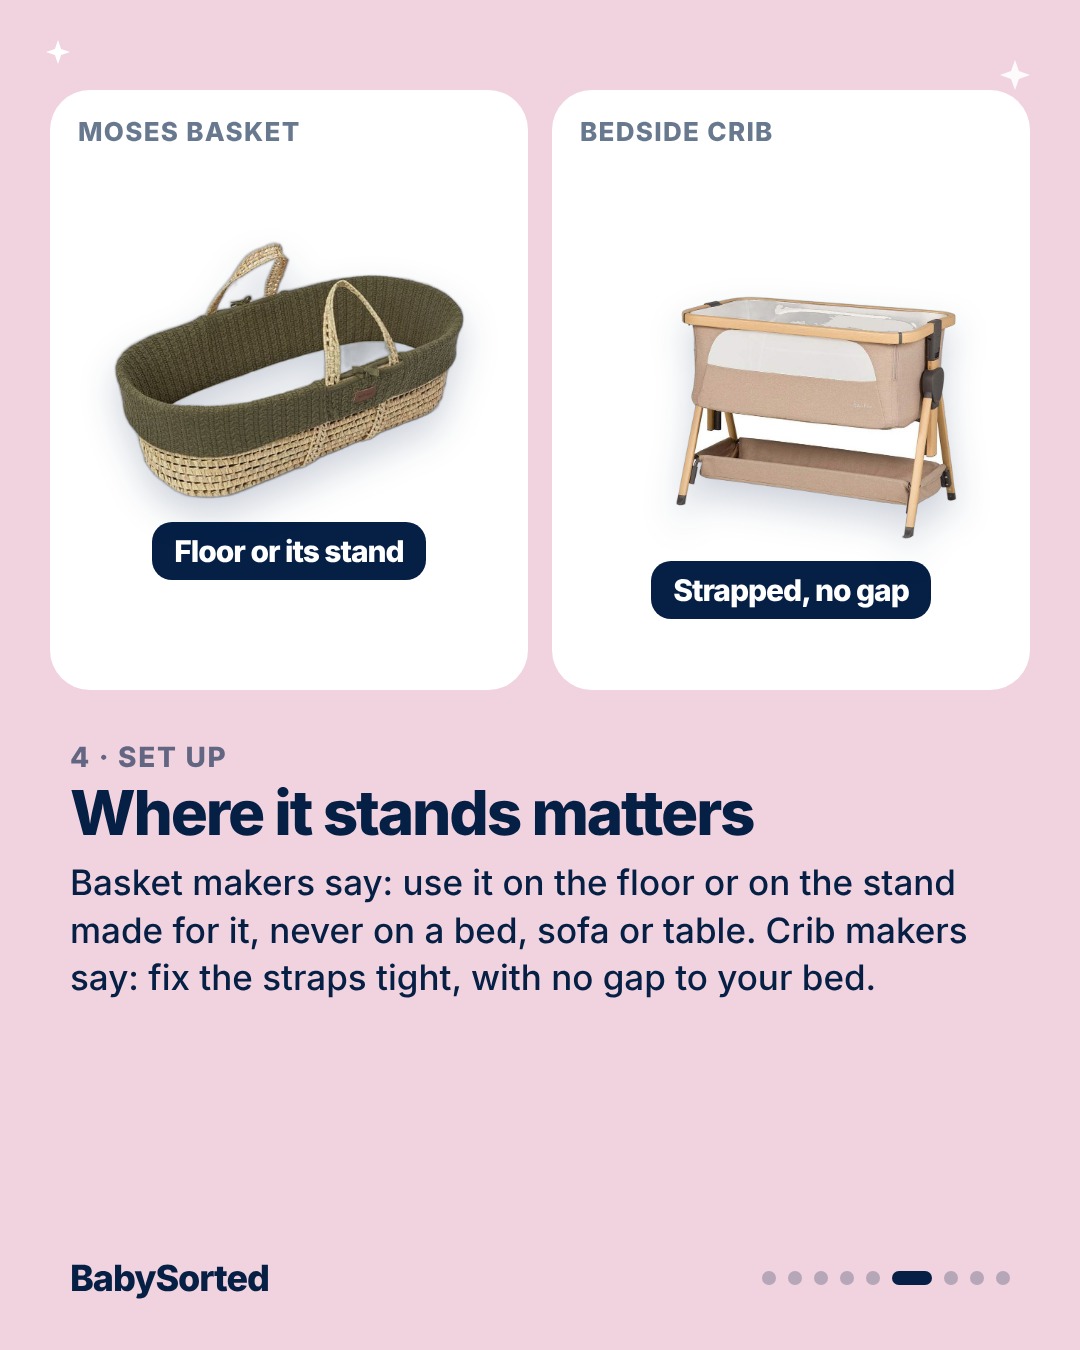 MOSES BASKET
BEDSIDE CRIB
Floor or its stand
Strapped, no gap
4 · SET UP
Where it stands matters
Basket makers say: use it on the floor or on the stand
made for it, never on a bed, sofa or table. Crib makers
say: fix the straps tight, with no gap to your bed.
BabySorted